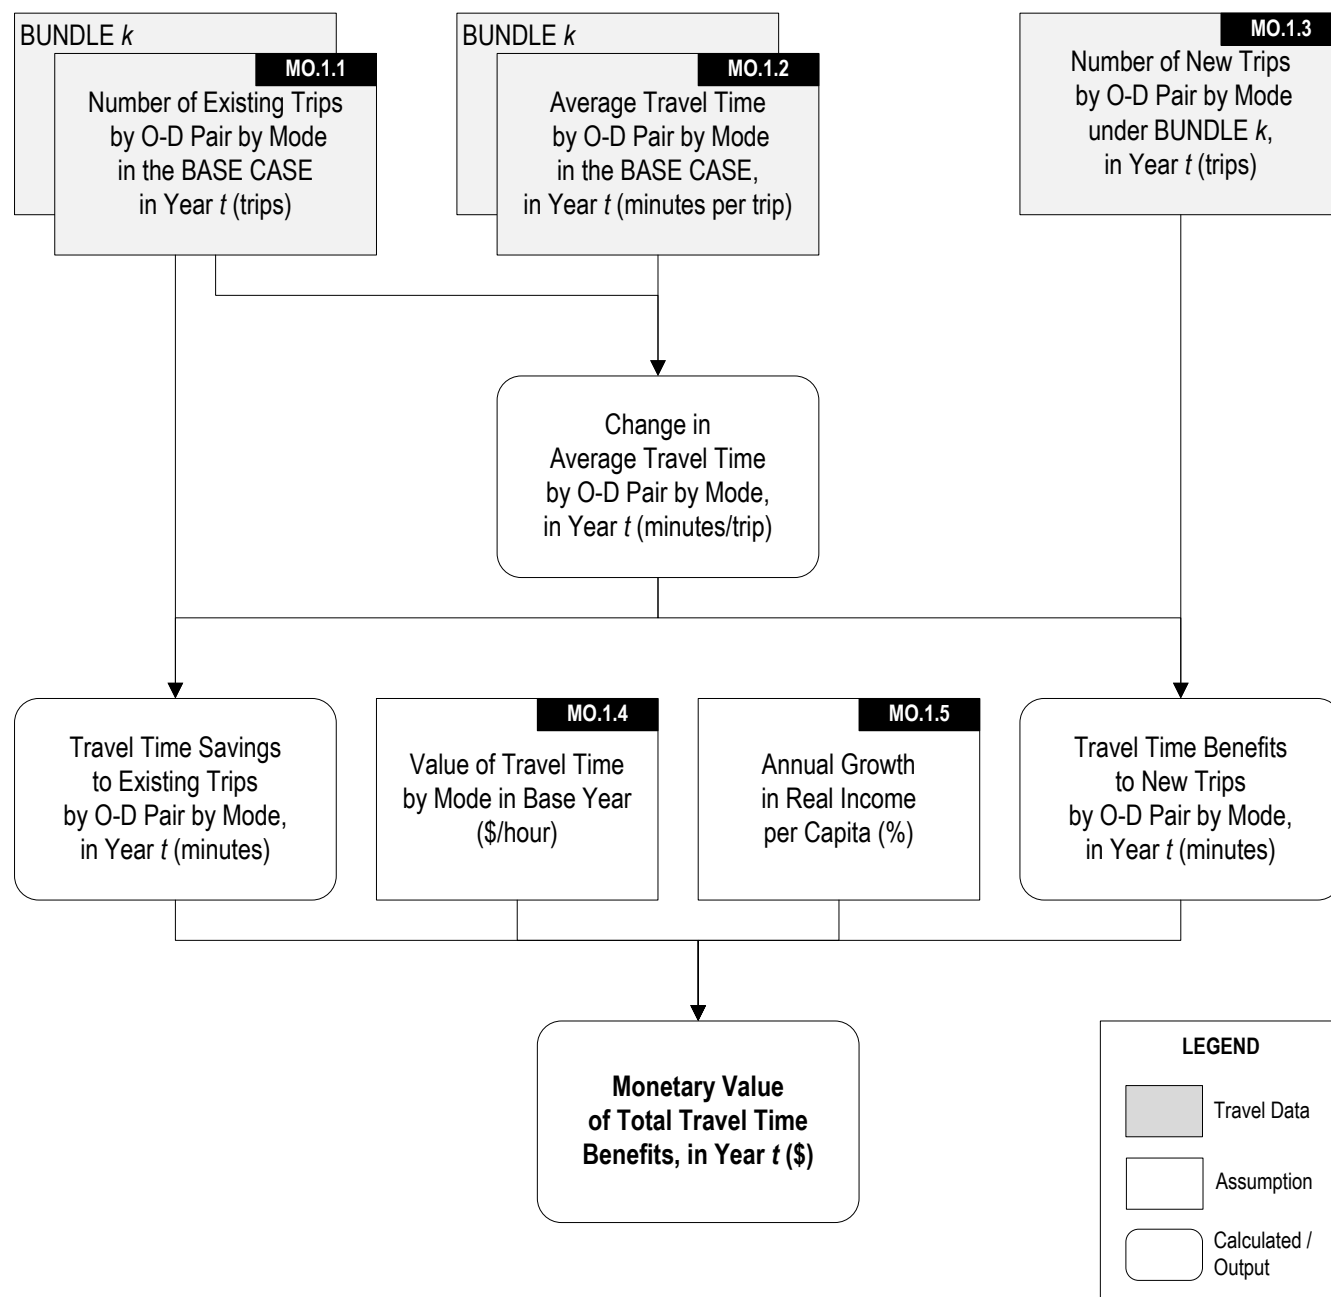 BUNDLE k
MO.1.1
Number of Existing Trips
by O-D Pair by Mode
in the BASE CASE
in Year t (trips)
BUNDLE k
MO.1.2
Average Travel Time
by O-D Pair by Mode
in the BASE CASE,
in Year t (minutes per trip)
MO.1.3
Number of New Trips
by O-D Pair by Mode
under BUNDLE k,
in Year t (trips)
Change in
Average Travel Time
by O-D Pair by Mode,
in Year t (minutes/trip)
Travel Time Savings
to Existing Trips
by O-D Pair by Mode,
in Year t (minutes)
MO.1.4
Value of Travel Time
by Mode in Base Year
($/hour)
MO.1.5
Annual Growth
in Real Income
per Capita (%)
Travel Time Benefits
to New Trips
by O-D Pair by Mode,
in Year t (minutes)
Monetary Value
of Total Travel Time
Benefits, in Year t ($)
LEGEND
Travel Data
Assumption
Calculated /
Output